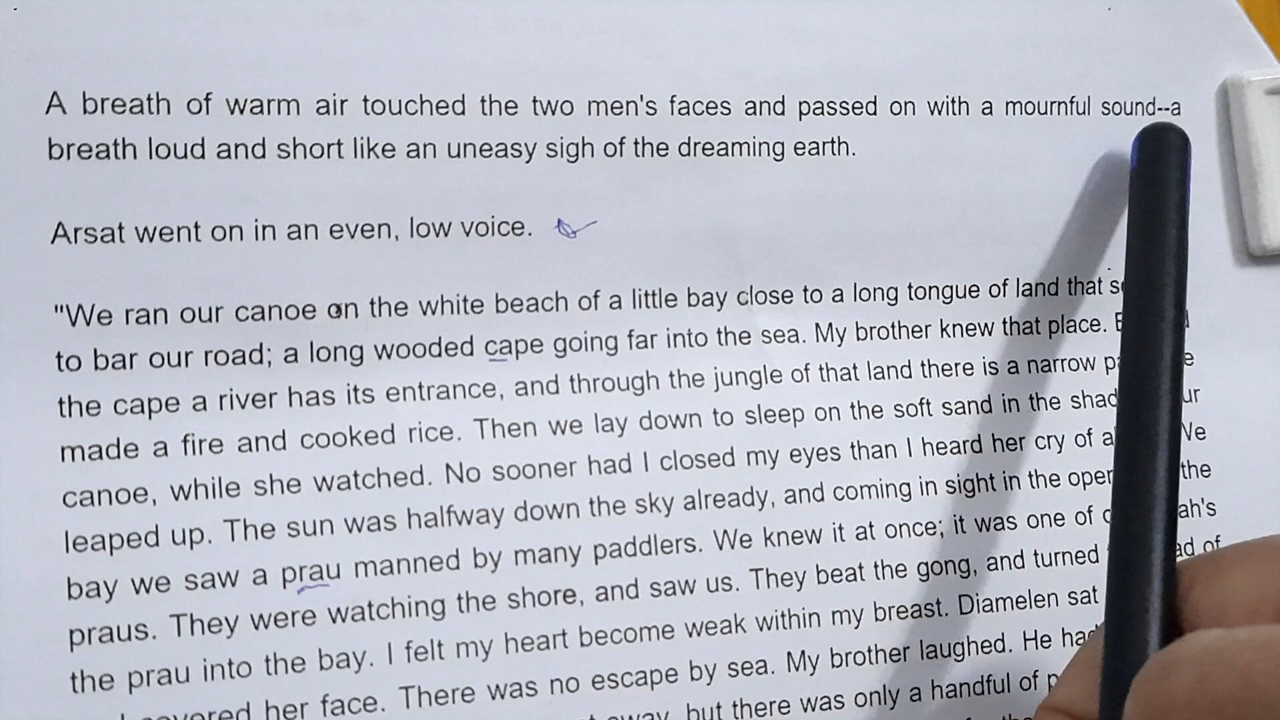 A breath of warm air touched the two men's faces and passed on with a mournful sound--a
breath loud and short like an uneasy sigh of the dreaming earth.
Arsat went on in an even, low voice.
"We ran our canoe on the white beach of a little bay close to a long tongue of land that
to bar our road; a long wooded cape going far into the sea. My brother knew that place.
the cape a river has its entrance, and through the jungle of that land there is a narrow
made a fire and cooked rice. Then we lay down to sleep on the soft sand in the
canoe, while she watched. No sooner had I closed my eyes than I heard her cry of
leaped up. The sun was halfway down the sky already, and coming in sight in the the
bay we saw a prau manned by many paddlers. We knew it at once; it was one of
praus. They were watching the shore, and saw us. They beat the gong, and turned of
the prau into the bay. I felt my heart become weak within my breast. Diamelen sat
her face. There was no escape by sea. My brother laughed. He
but there was only a handful of